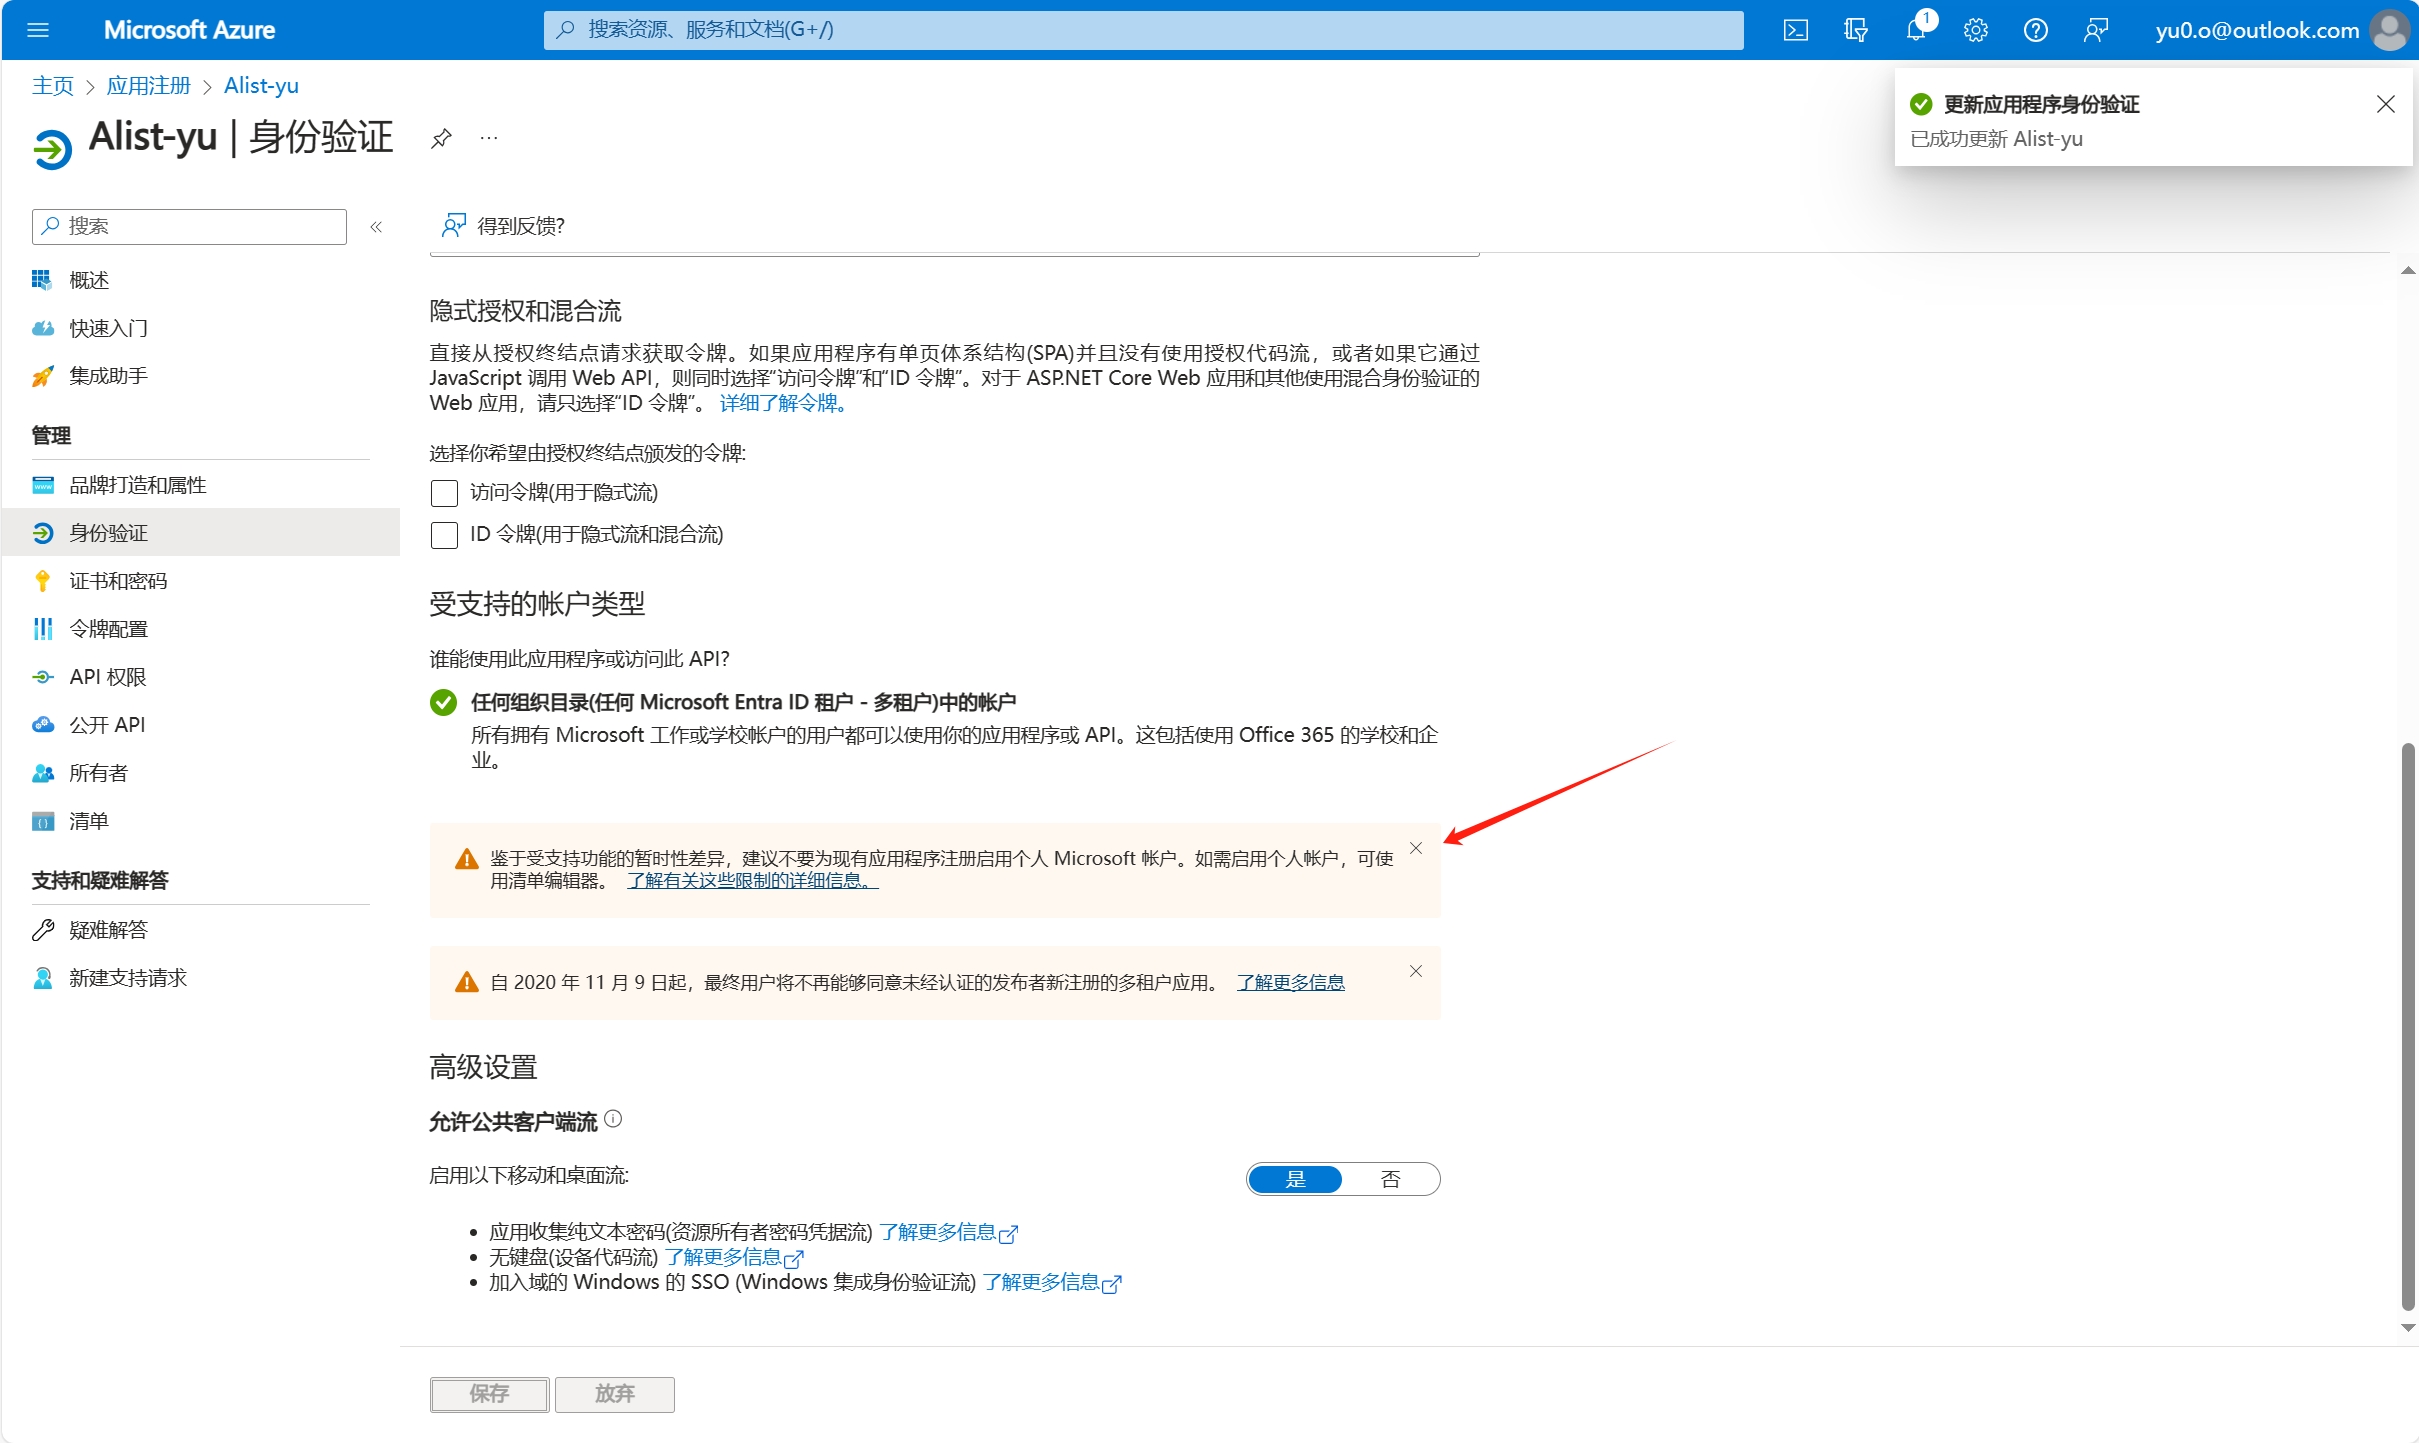 Microsoft Azure
搜索资源、服务和文档(G+/)
1
yu0.o@outlook.com
主页 > 应用注册 > Alist-yu
Alist-yu | 身份验证
更新应用程序身份验证
已成功更新 Alist-yu
搜索
得到反馈?
概述
快速入门
集成助手
管理
品牌打造和属性
身份验证
证书和密码
令牌配置
API 权限
公开 API
所有者
清单
支持和疑难解答
疑难解答
新建支持请求
隐式授权和混合流
直接从授权终结点请求获取令牌。如果应用程序有单页体系结构(SPA)并且没有使用授权代码流，或者如果它通过
JavaScript 调用 Web API，则同时选择“访问令牌”和“ID 令牌”。对于 ASP.NET Core Web 应用和其他使用混合身份验证的
Web 应用，请只选择“ID 令牌”。 详细了解令牌。
选择你希望由授权终结点颁发的令牌:
访问令牌(用于隐式流)
ID 令牌(用于隐式流和混合流)
受支持的帐户类型
谁能使用此应用程序或访问此 API?
任何组织目录(任何 Microsoft Entra ID 租户 - 多租户)中的帐户
所有拥有 Microsoft 工作或学校帐户的用户都可以使用你的应用程序或 API。这包括使用 Office 365 的学校和企
业。
鉴于受支持功能的暂时性差异，建议不要为现有应用程序注册启用个人 Microsoft 帐户。如需启用个人帐户，可使
用清单编辑器。 了解有关这些限制的详细信息。
自 2020 年 11 月 9 日起，最终用户将不再能够同意未经认证的发布者新注册的多租户应用。 了解更多信息
高级设置
允许公共客户端流
启用以下移动和桌面流:
是 否
• 应用收集纯文本密码(资源所有者密码凭据流) 了解更多信息
• 无键盘(设备代码流) 了解更多信息
• 加入域的 Windows 的 SSO (Windows 集成身份验证流) 了解更多信息
保存 放弃